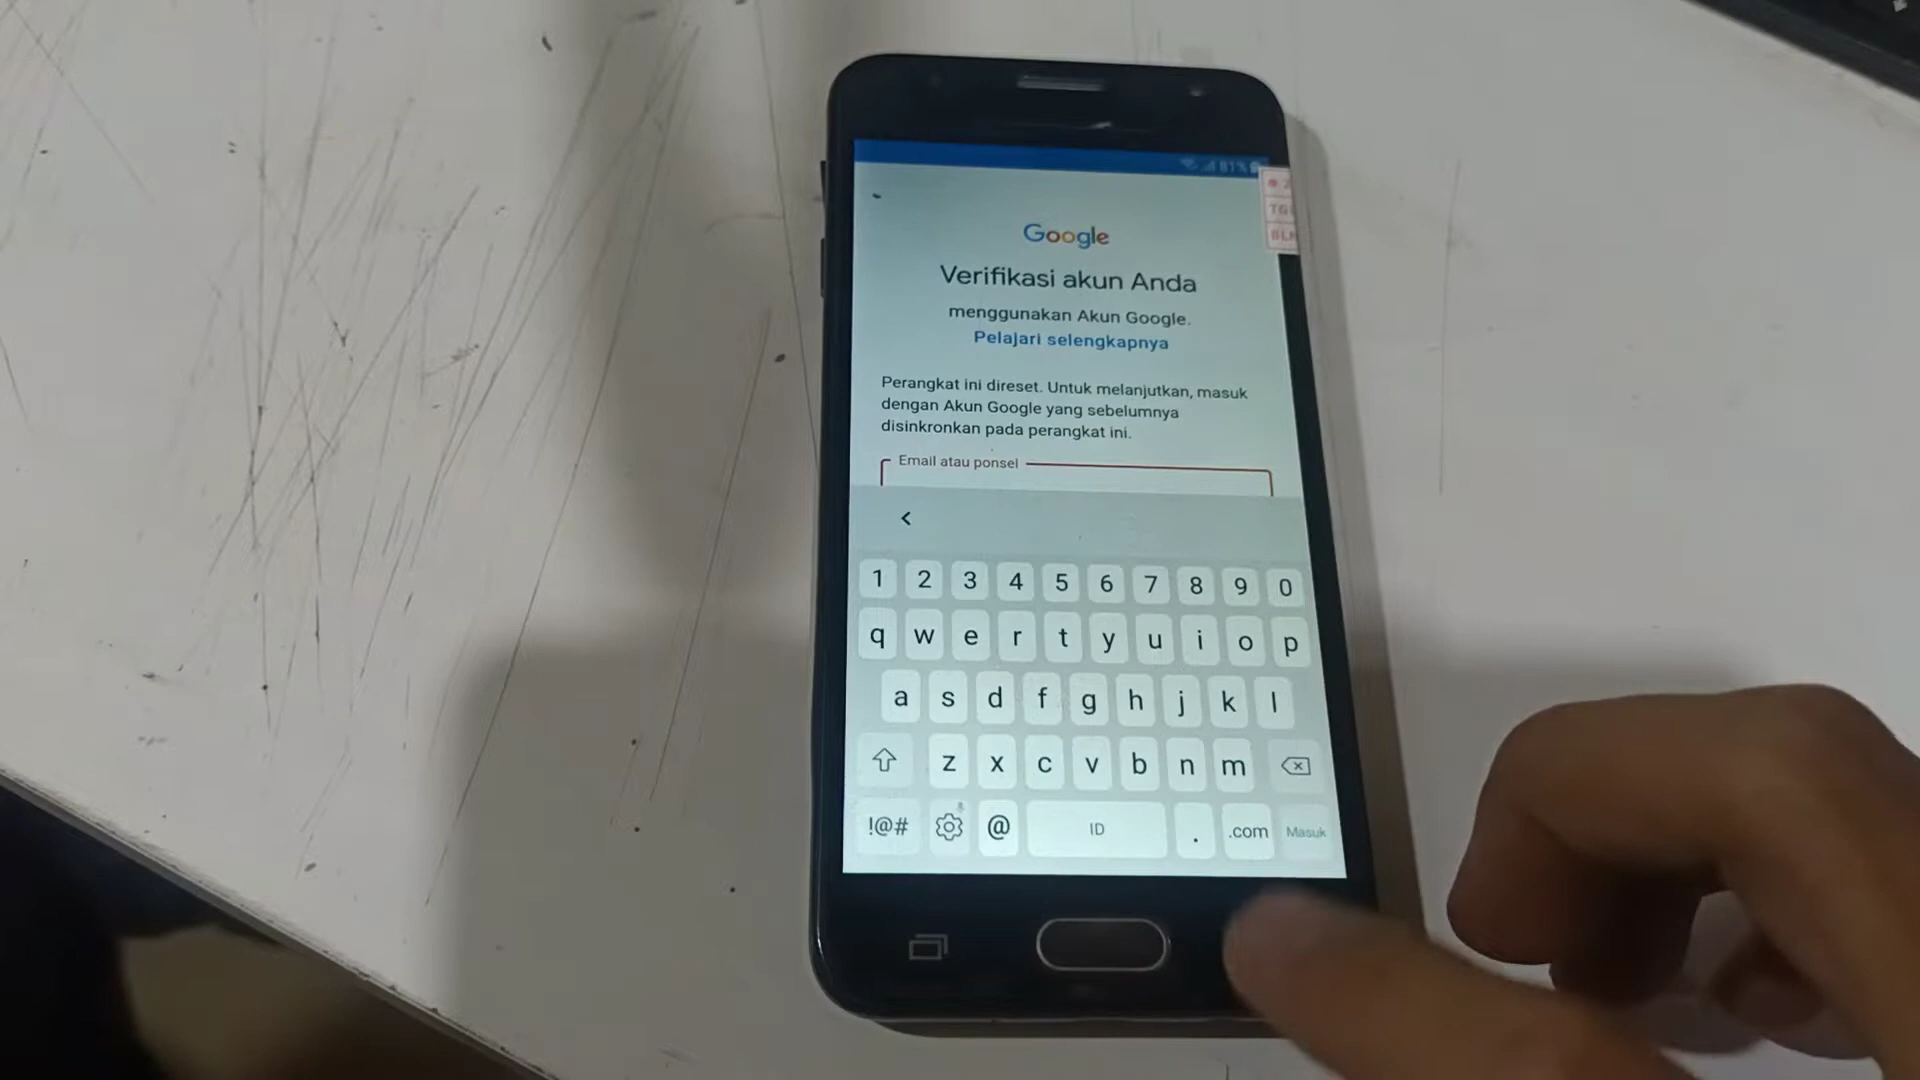 81%
Google
Verifikasi akun Anda
menggunakan Akun Google.
Pelajari selengkapnya
Perangkat ini direset. Untuk melanjutkan, masuk
dengan Akun Google yang sebelumnya
disinkronkan pada perangkat ini.
Email atau ponsel
1 2 3 4 5 6 7 8 9 0
q w e r t y u i o p
a s d f g h j k l
z x c v b n m
!@# @ ID . .com Masuk